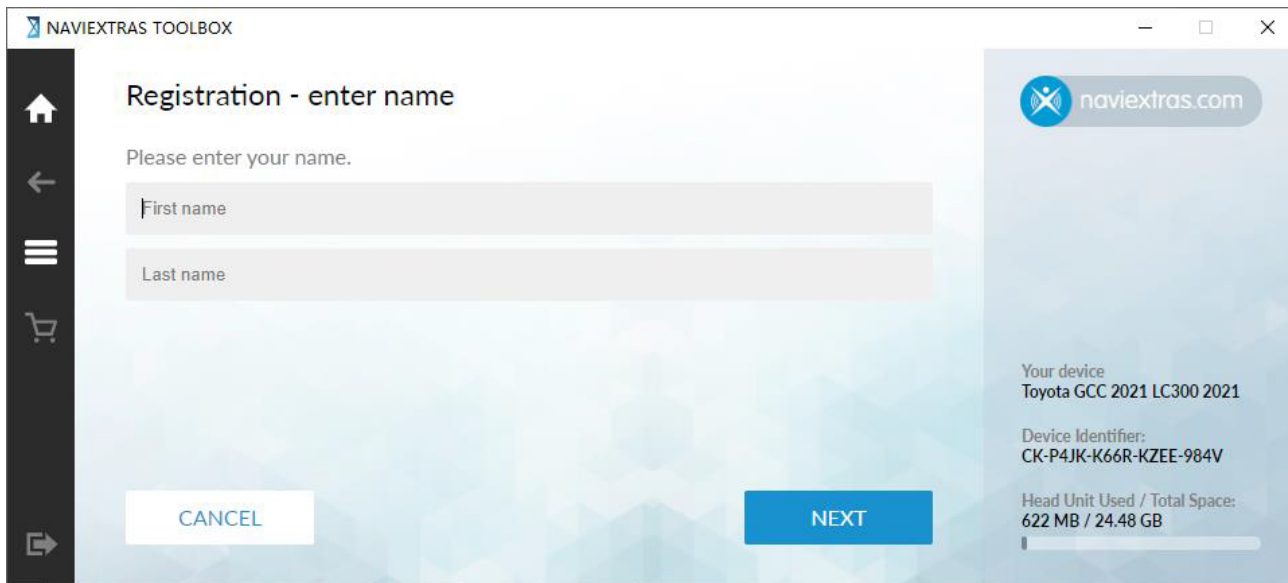 NAVIEXTRAS TOOLBOX
Registration - enter name
Please enter your name.
First name
Last name
CANCEL
NEXT
naviextras.com
Your device
Toyota GCC 2021 LC300 2021
Device Identifier:
CK-P4JK-K66R-KZEE-984V
Head Unit Used / Total Space:
622 MB / 24.48 GB